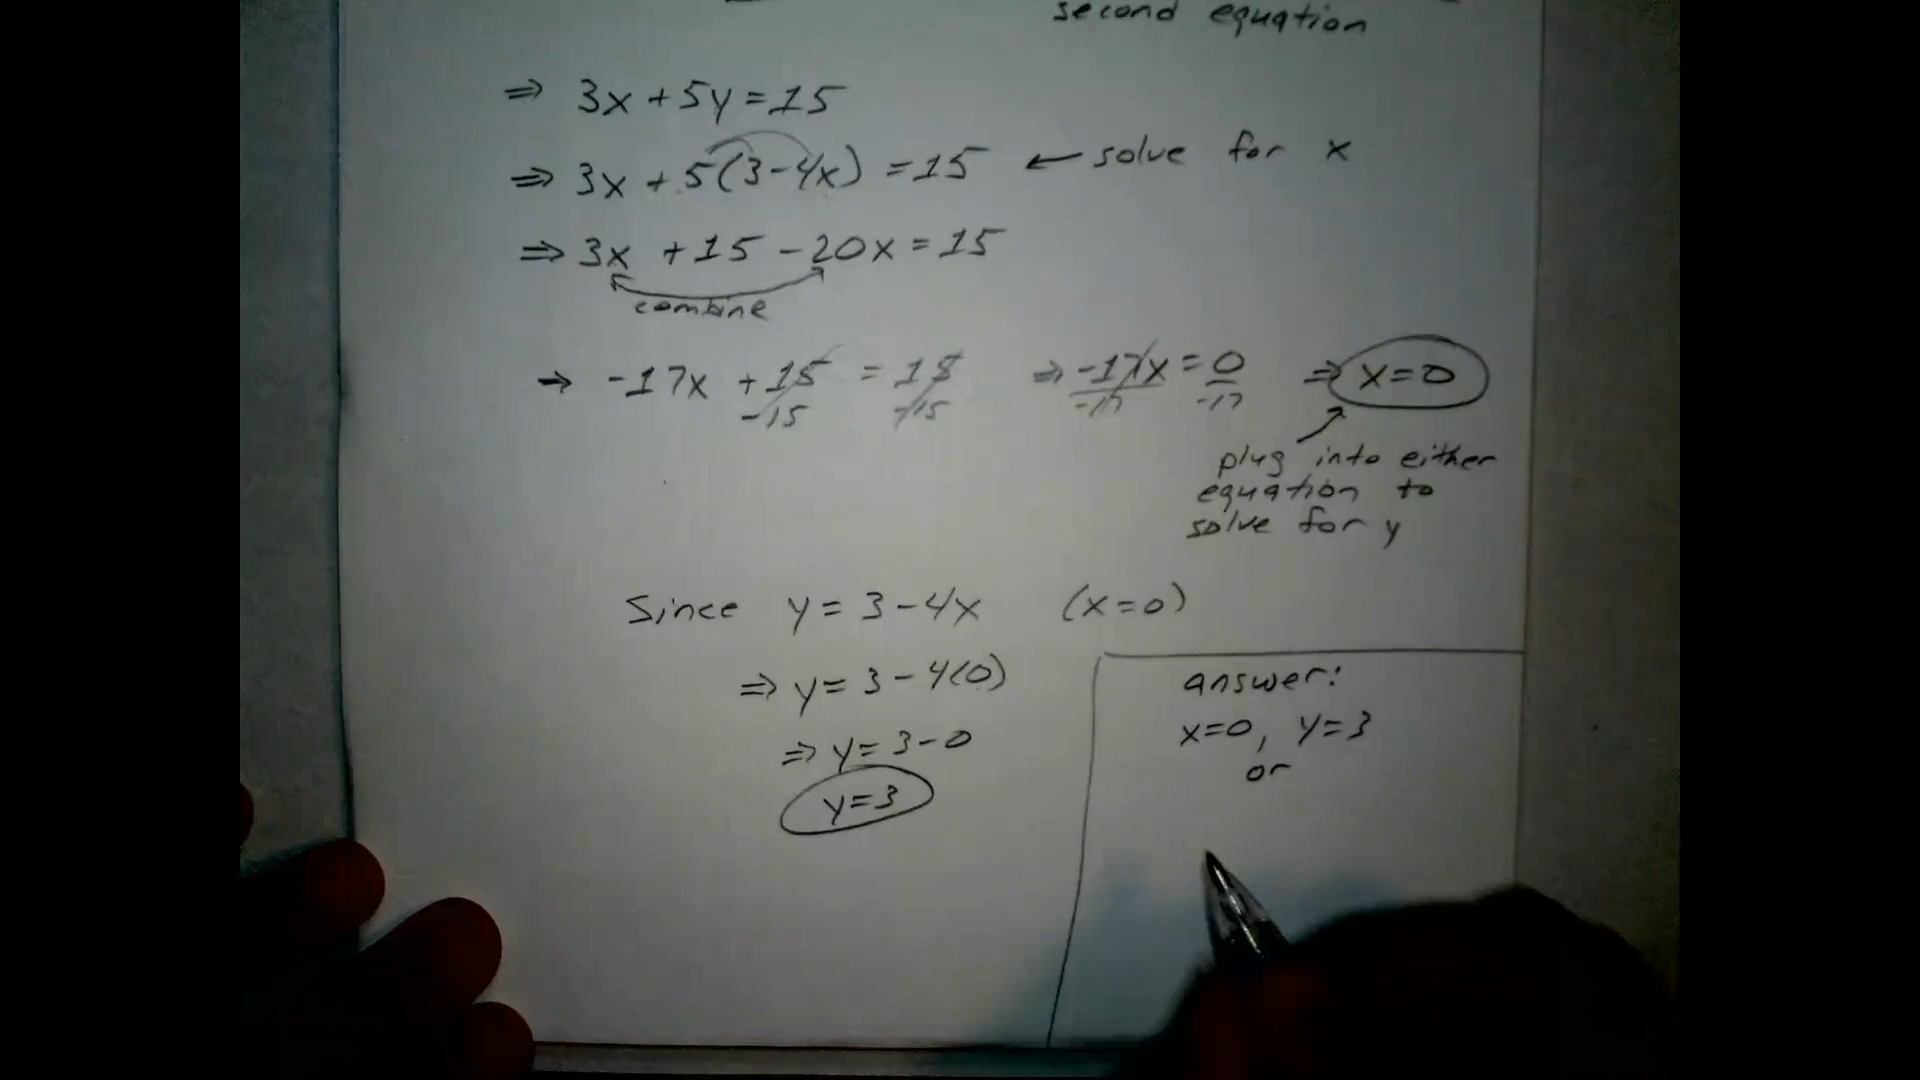 second equation
⇒ 3x + 5y = 15
⇒ 3x + 5(3 - 4x) = 15 ← solve for x
⇒ 3x + 15 - 20x = 15
combine
→ -17x + 15 = 15 ⇒ -17x = 0 ⇒ x = 0
-15 -15 -17 -17
plug into either
equation to
solve for y
Since y = 3 - 4x (x = 0)
⇒ y = 3 - 4(0)
⇒ y = 3 - 0
y = 3
answer:
x = 0, y = 3
or